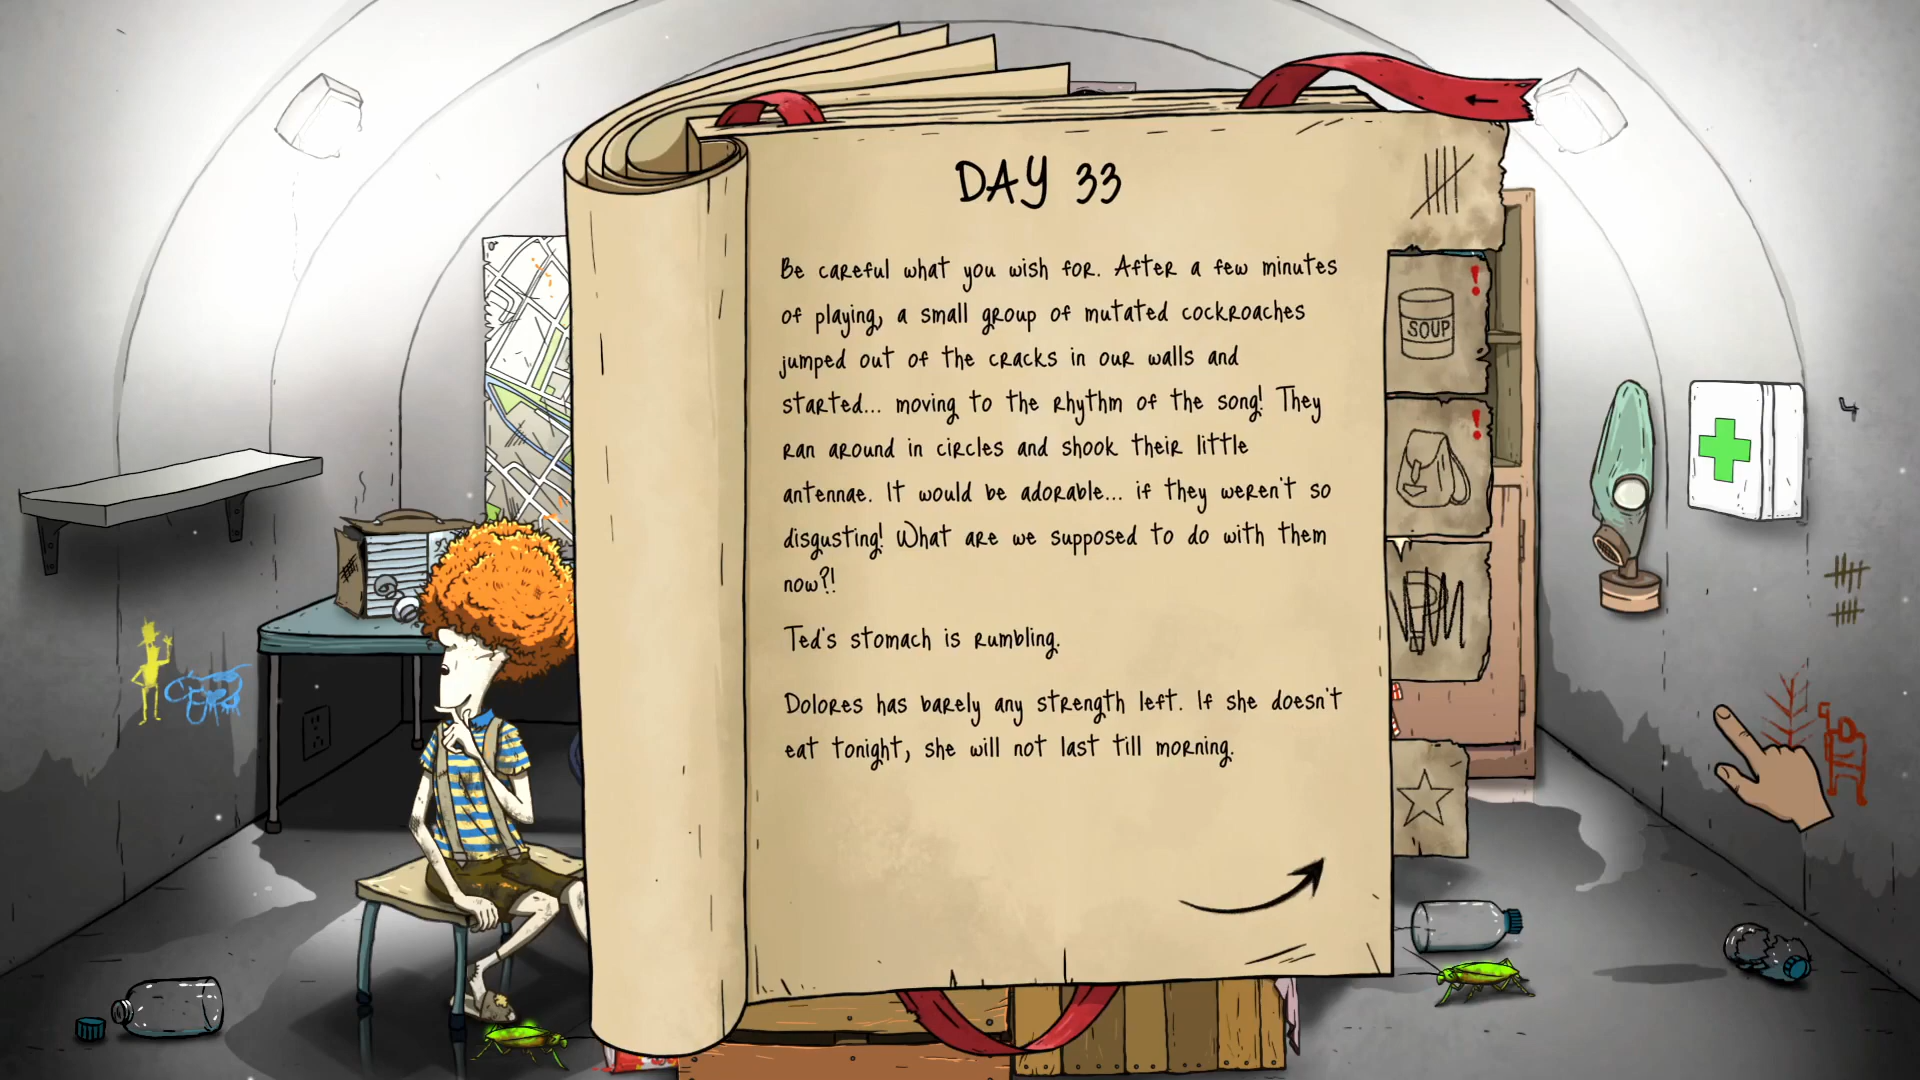 DAY 33
Be careful what you wish for. After a few minutes
of playing, a small group of mutated cockroaches
jumped out of the cracks in our walls and
started... moving to the rhythm of the song! They
ran around in circles and shook their little
antennae. It would be adorable... if they weren't so
disgusting! What are we supposed to do with them
now?!
Ted's stomach is rumbling.
Dolores has barely any strength left. If she doesn't
eat tonight, she will not last till morning.
!
SOUP
!